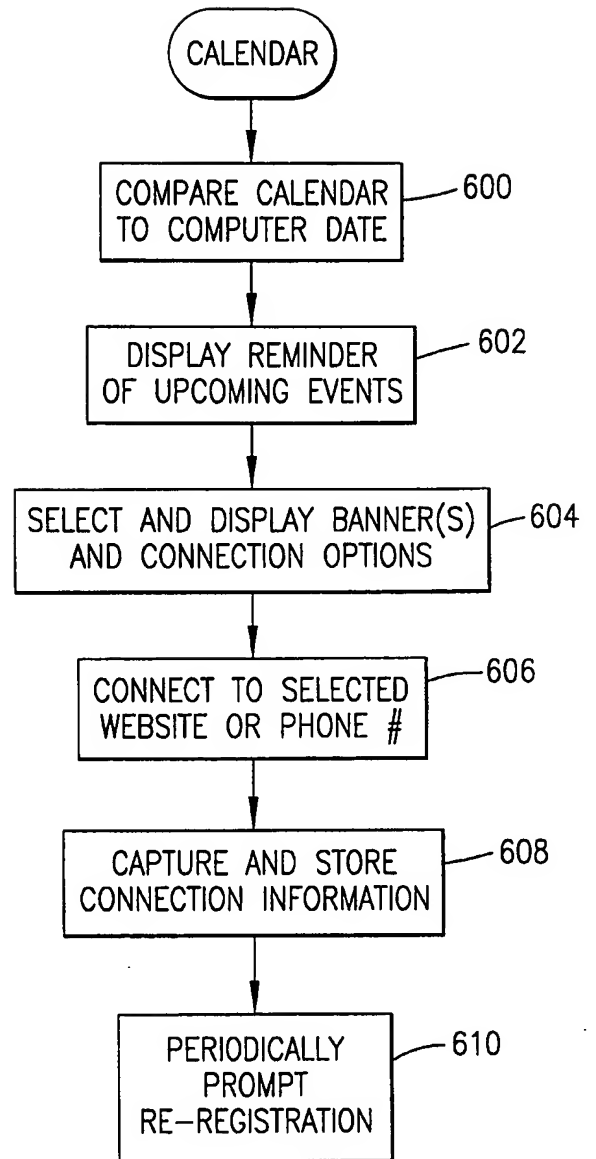 CALENDAR
COMPARE CALENDAR
TO COMPUTER DATE
600
DISPLAY REMINDER
OF UPCOMING EVENTS
602
SELECT AND DISPLAY BANNER(S)
AND CONNECTION OPTIONS
604
CONNECT TO SELECTED
WEBSITE OR PHONE #
606
CAPTURE AND STORE
CONNECTION INFORMATION
608
PERIODICALLY
PROMPT
RE-REGISTRATION
610